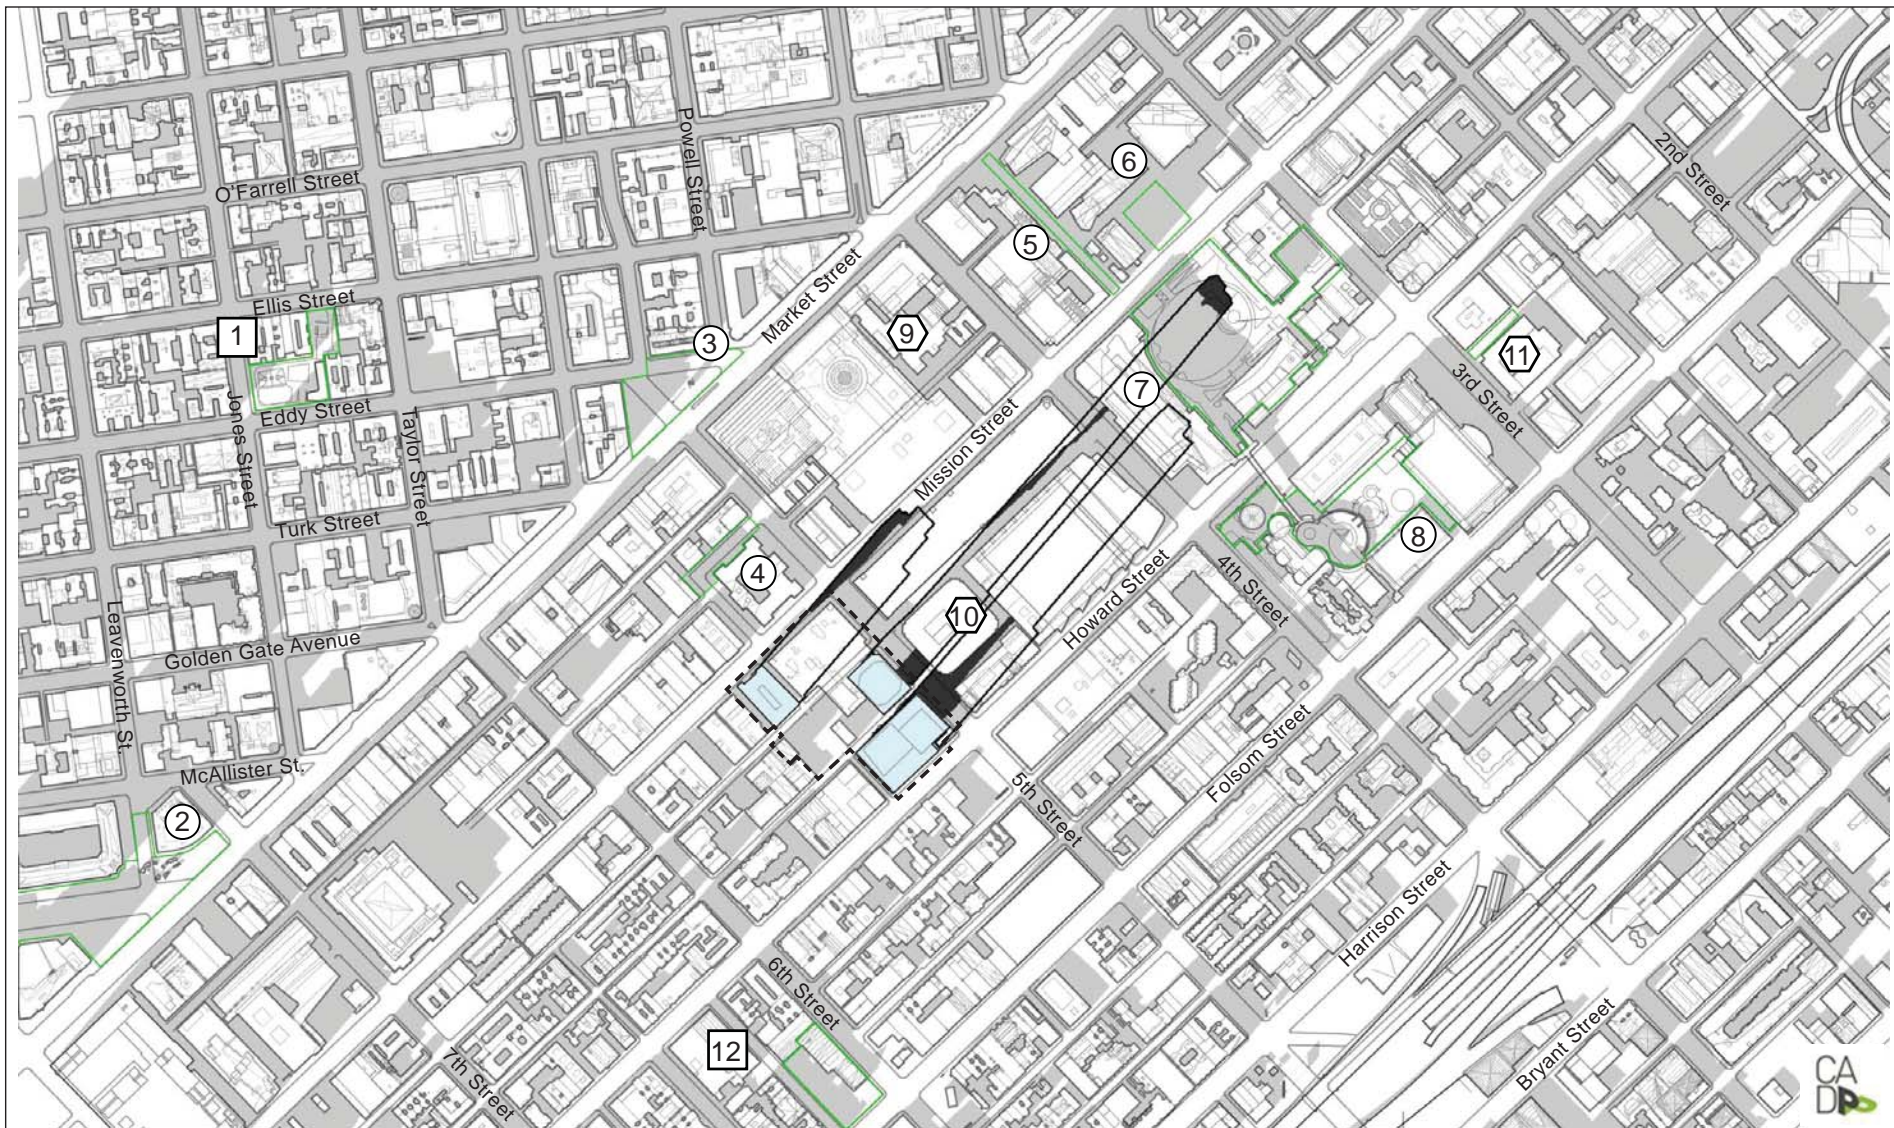 2nd Street
Powell Street
6
O'Farrell Street
5
Market Street
Ellis Street
1
3
9
11
3rd Street
7
Eddy Street
Jones Street
Taylor Street
Mission Street
Turk Street
8
4
4th Street
Howard Street
10
Leavenworth St.
Golden Gate Avenue
Folsom Street
McAllister St.
5th Street
2
Harrison Street
6th Street
12
7th Street
Bryant Street
CA
DP